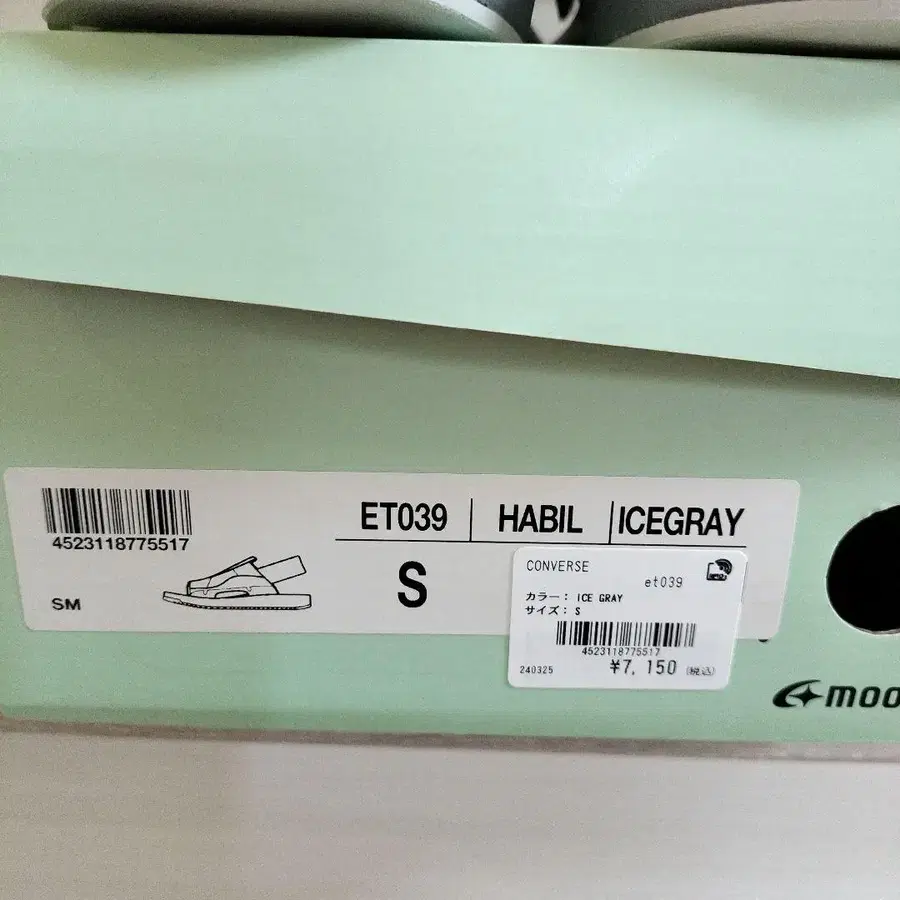 ET039 HABIL ICEGRAY
4523118775517
S
SM
CONVERSE
et039
カラー: ICE GRAY
サイズ: S
4523118775517
240325 ¥7,150 (税込)
moo